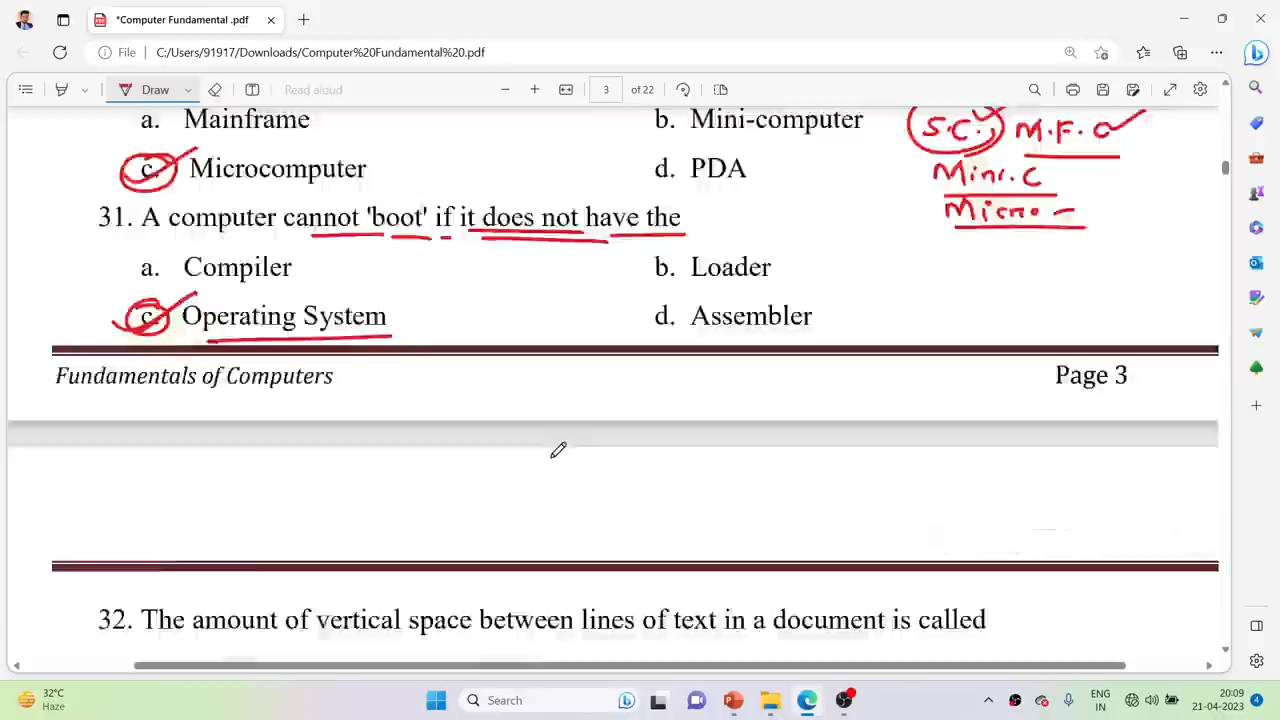 *Computer Fundamental .pdf
File C:/Users/91917/Downloads/Computer%20Fundamental%20.pdf
Draw Read aloud 3 of 22
a. Mainframe b. Mini-computer
S.C., M.F.C
c. Microcomputer d. PDA
Mini.C
31. A computer cannot 'boot' if it does not have the
Micro-
a. Compiler b. Loader
c. Operating System d. Assembler
Fundamentals of Computers Page 3
32. The amount of vertical space between lines of text in a document is called
32°C
Haze
Search
ENG
IN
20:09
21-04-2023
4